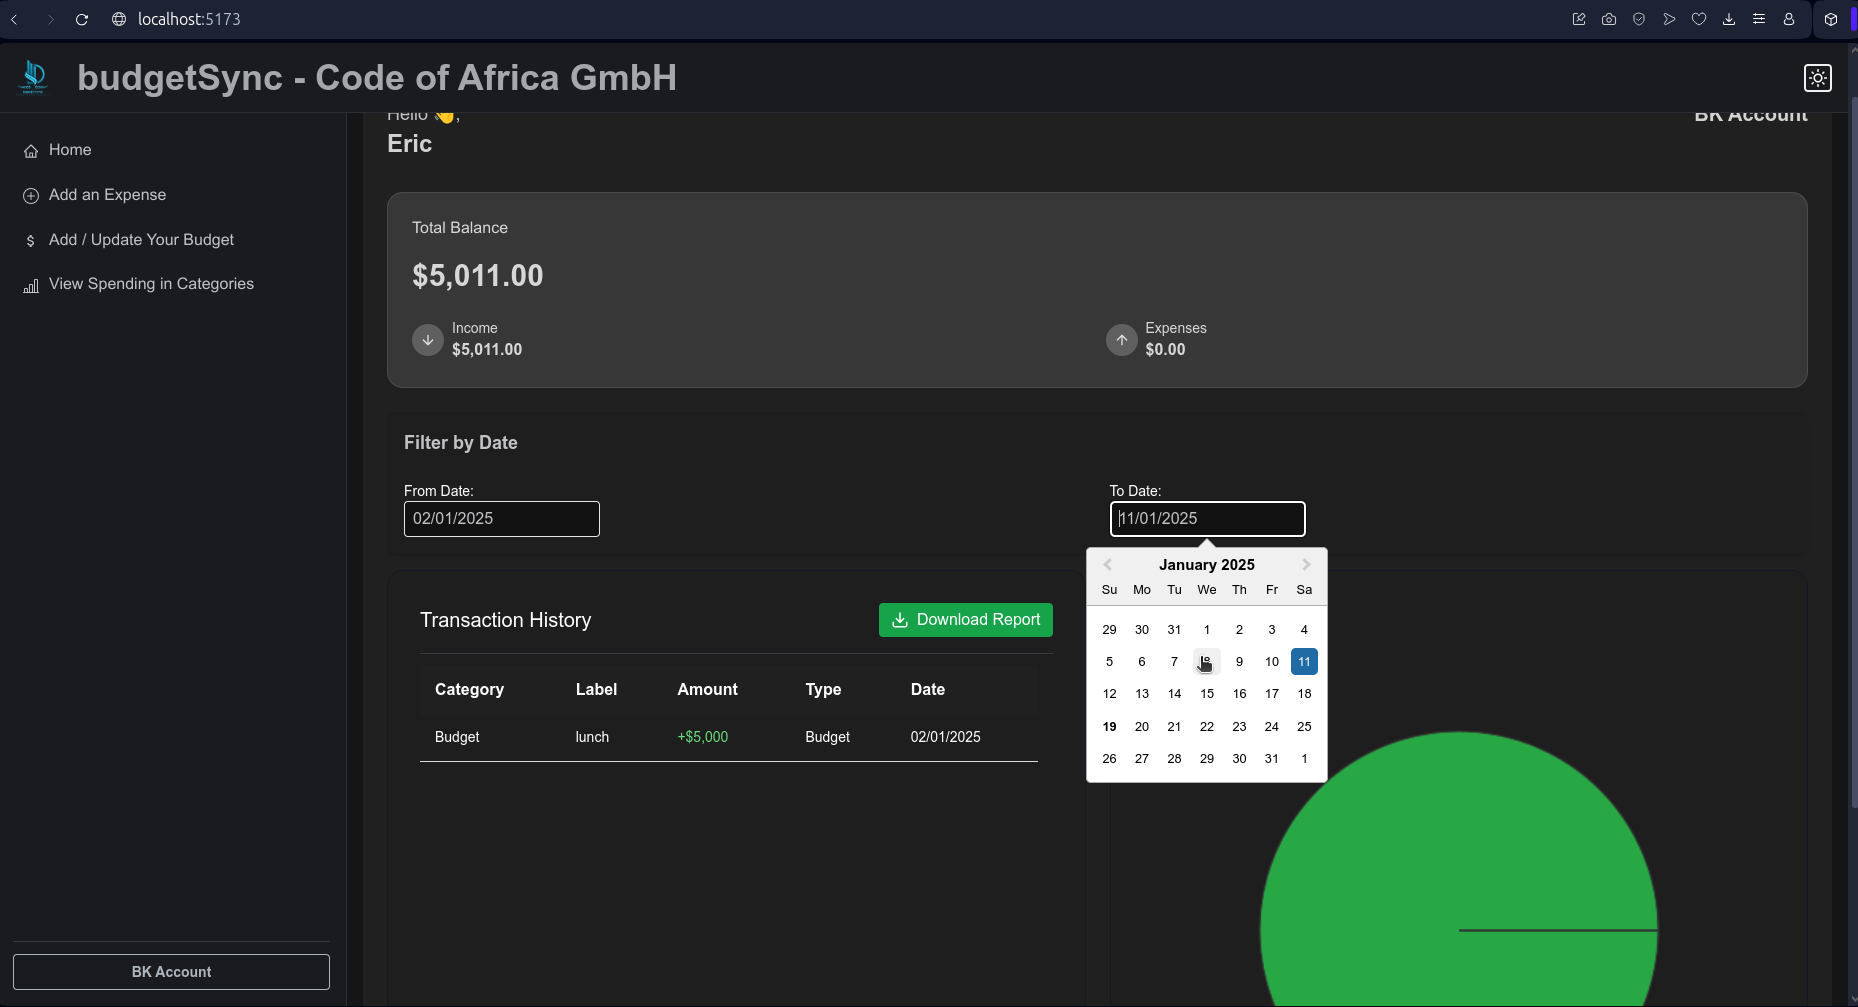 localhost:5173
budgetSync - Code of Africa GmbH
Home
Add an Expense
Add / Update Your Budget
View Spending in Categories
BK Account
Hello 👋,
Eric
BK Account
Total Balance
$5,011.00
Income
$5,011.00
Expenses
$0.00
Filter by Date
From Date:
02/01/2025
To Date:
11/01/2025
January 2025
Su Mo Tu We Th Fr Sa
29 30 31 1 2 3 4
5 6 7 8 9 10 11
12 13 14 15 16 17 18
19 20 21 22 23 24 25
26 27 28 29 30 31 1
Transaction History
Download Report
Category Label Amount Type Date
Budget lunch +$5,000 Budget 02/01/2025